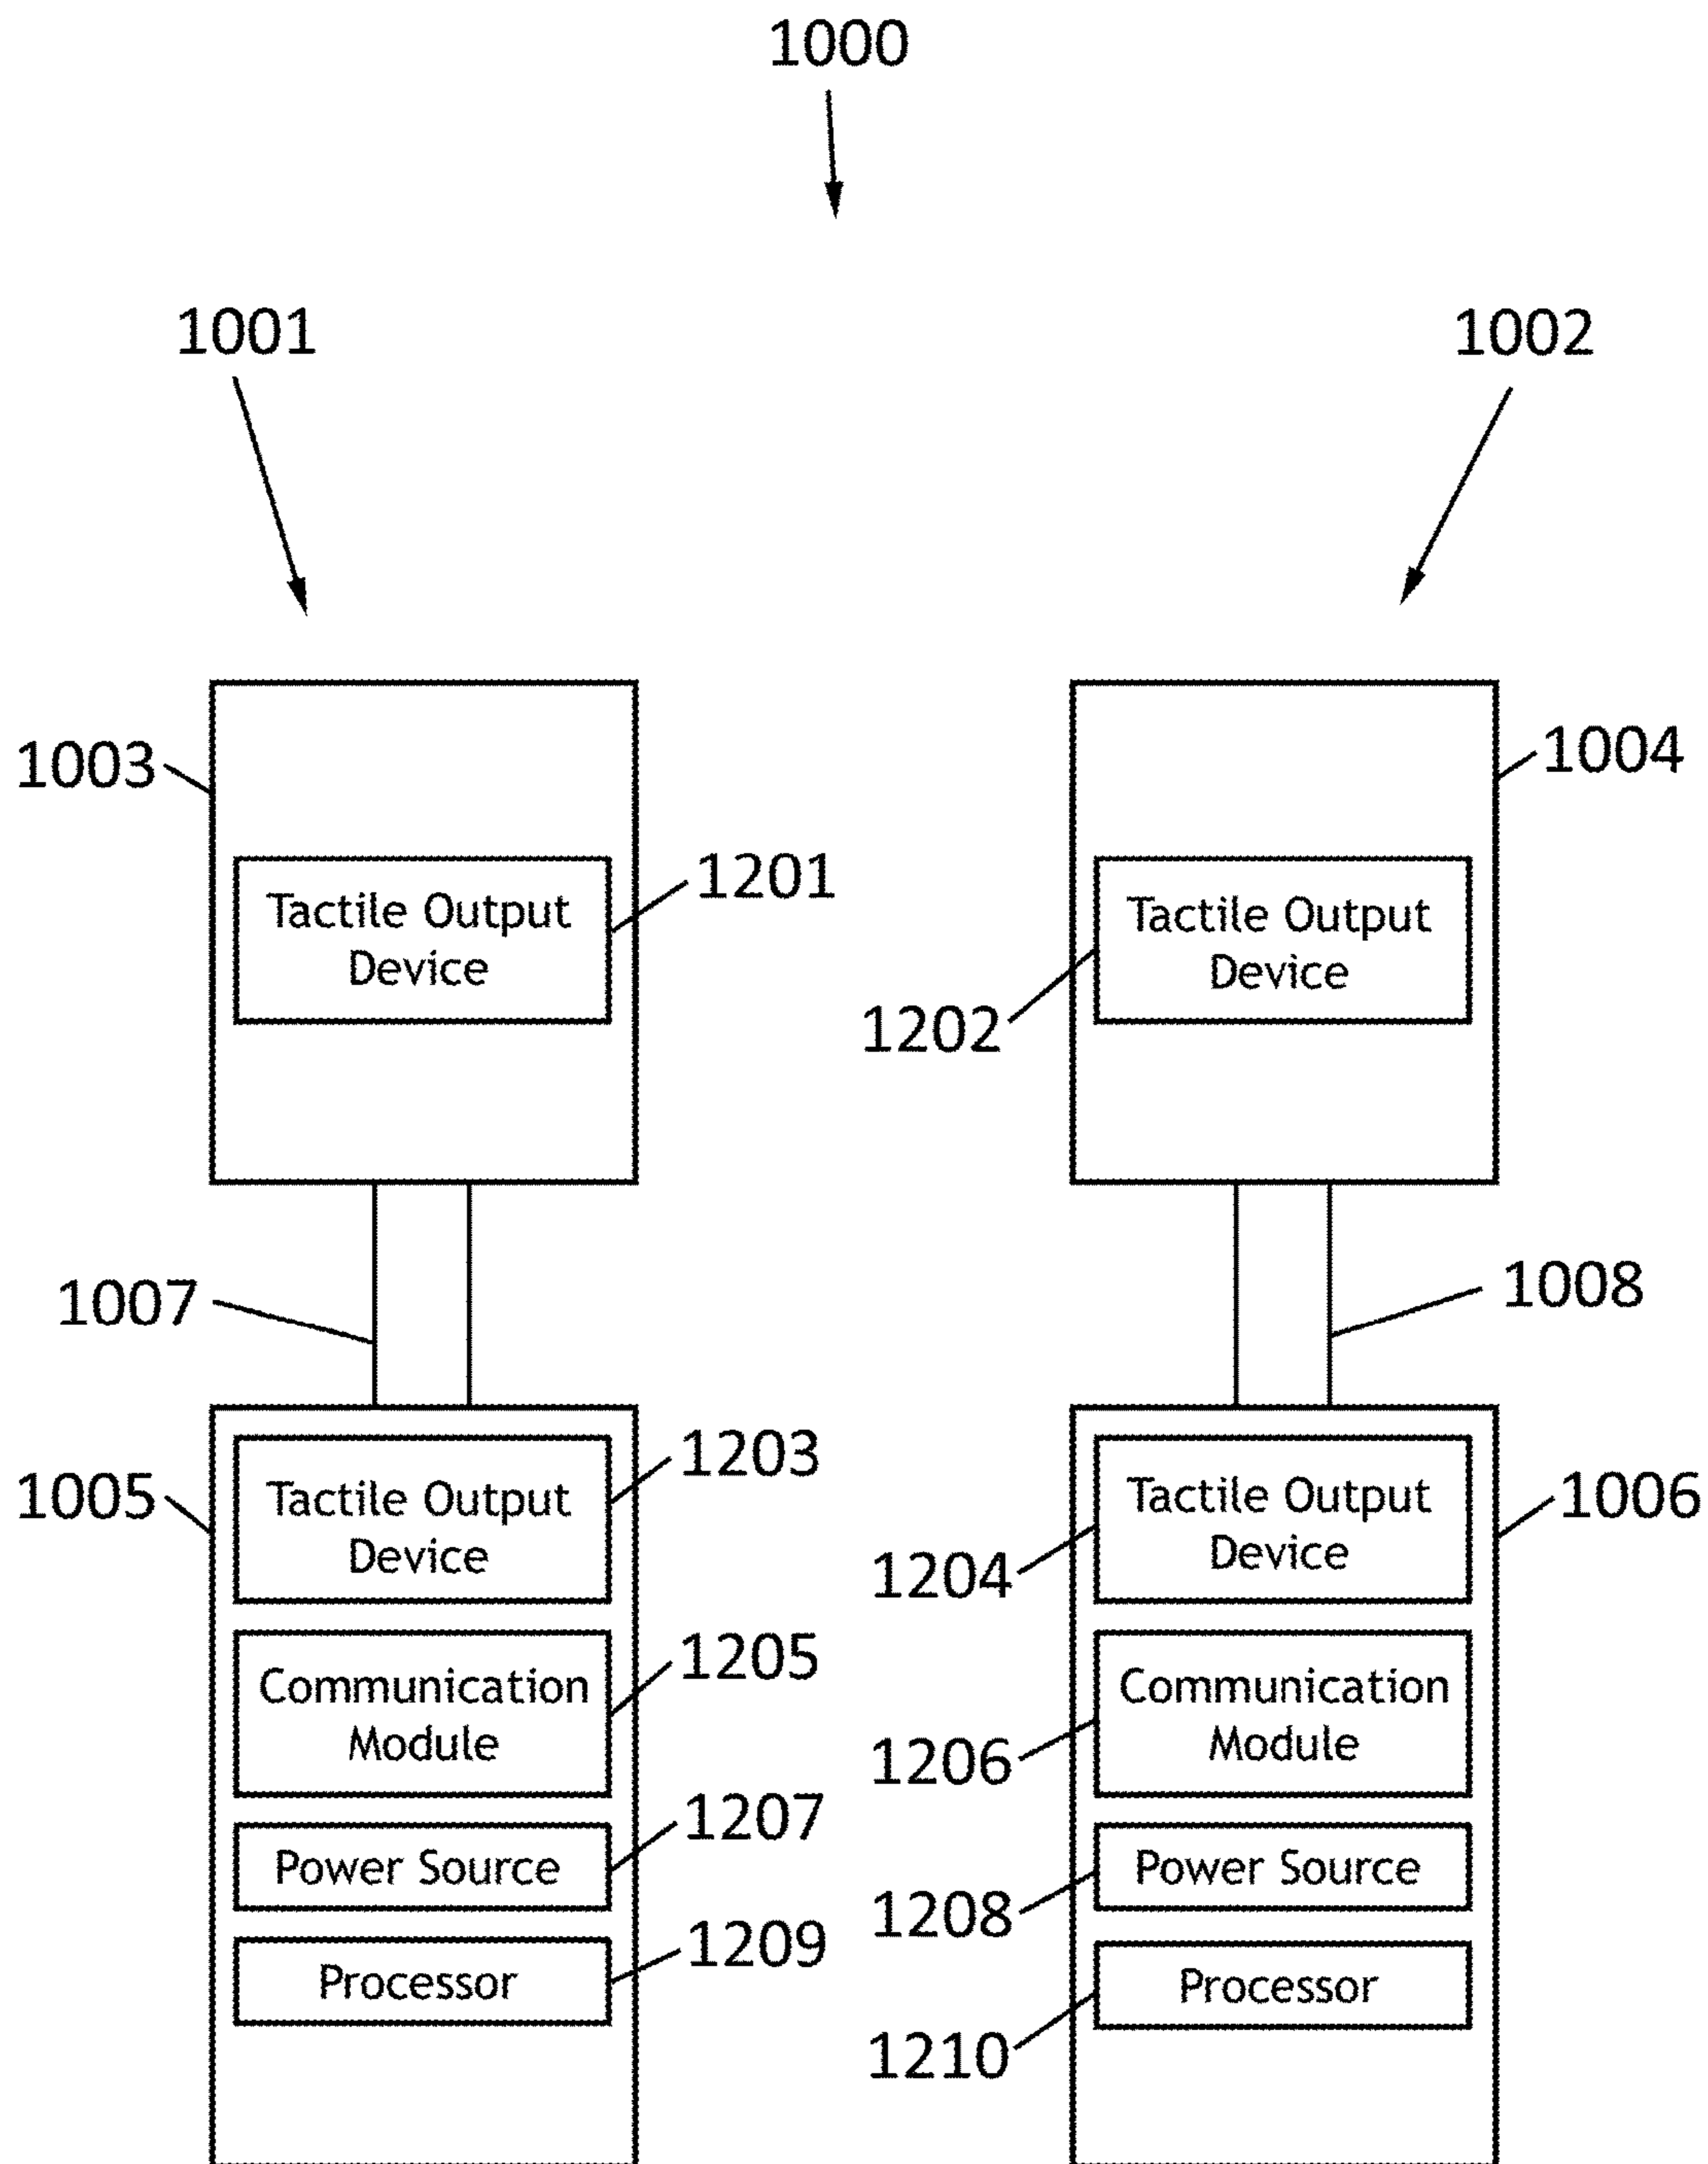 1000
1001
1002
1003
1004
Tactile Output
Device
1201
Tactile Output
Device
1202
1007
1008
1005
Tactile Output
Device
1203
1204
Tactile Output
Device
1006
Communication
Module
1205
1206
Communication
Module
Power Source
1207
1208
Power Source
Processor
1209
1210
Processor